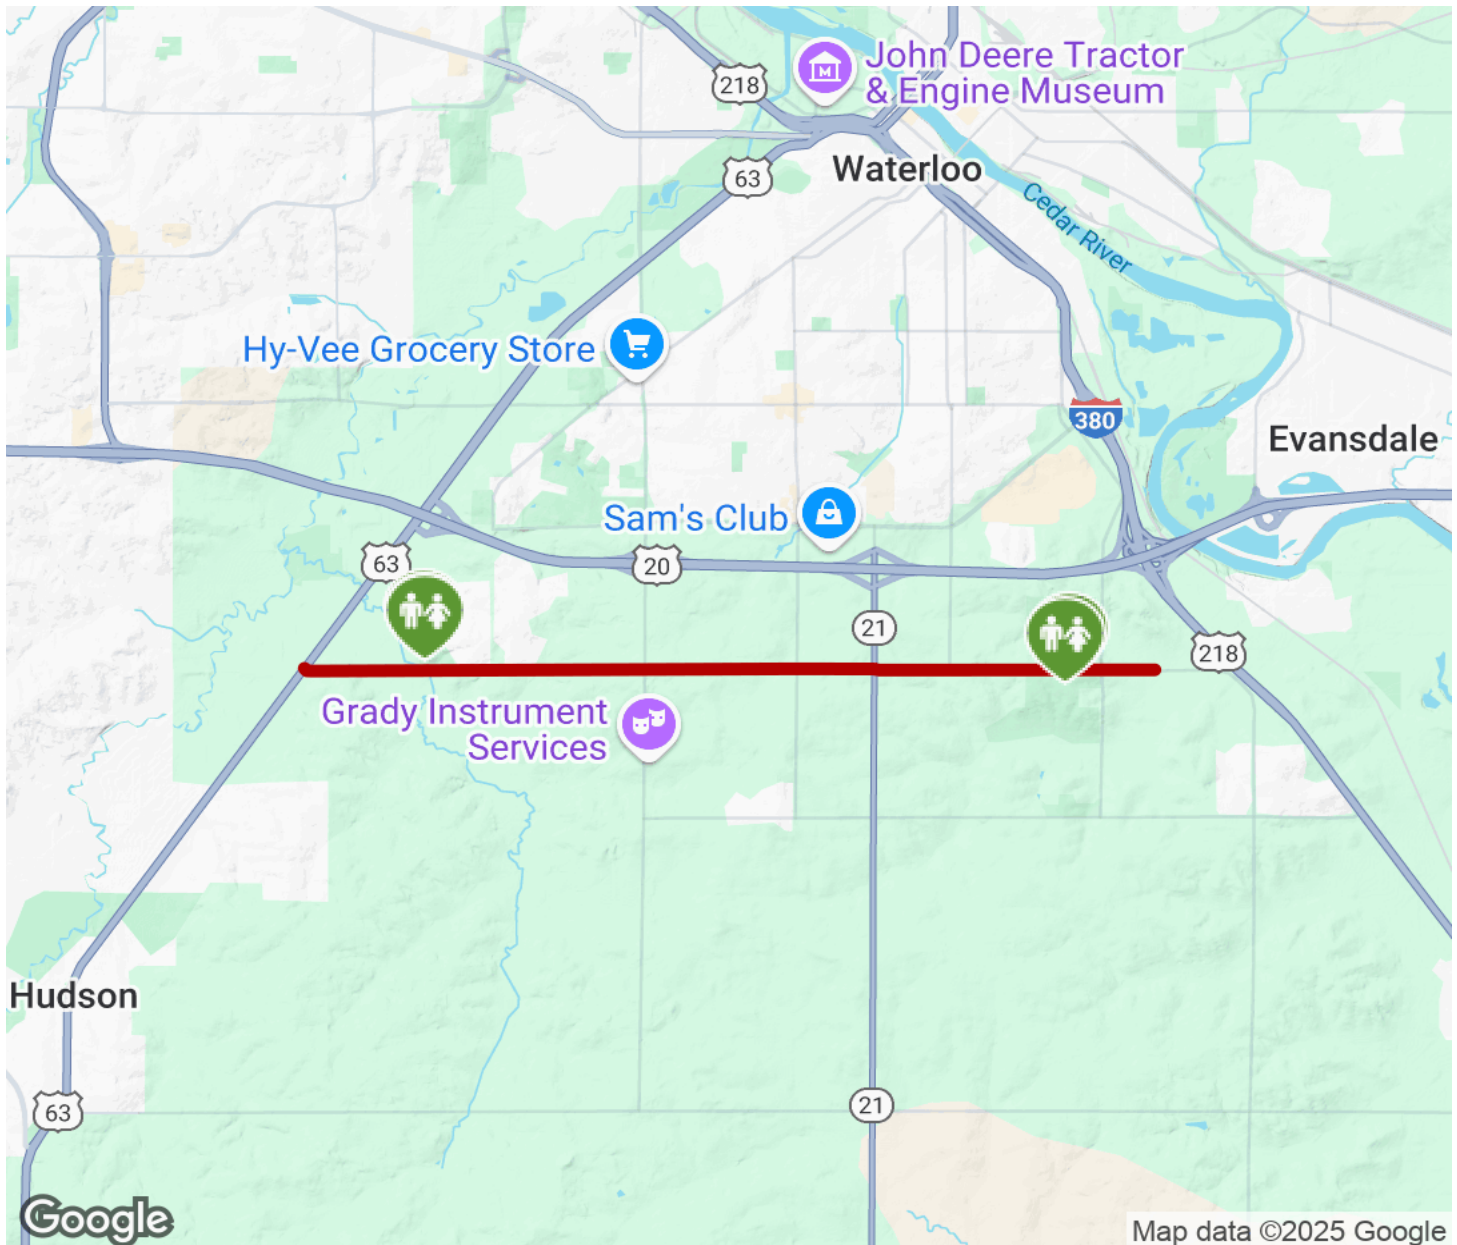 218
John Deere Tractor
& Engine Museum
Waterloo
63
Cedar River
Hy-Vee Grocery Store
380
Evansdale
Sam's Club
63
20
21
218
Grady Instrument
Services
Hudson
63
21
Google
Map data ©2025 Google